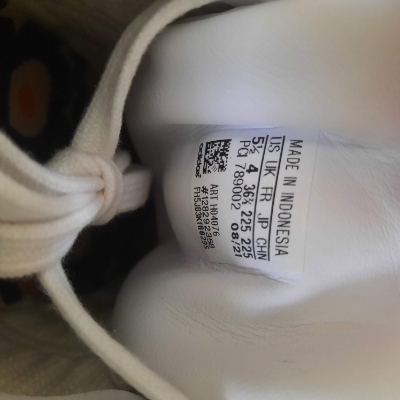 MADE IN INDONESIA
US UK FR JP CHN
5½ 4 36⅔ 225 225
PCI 789002 08/21
ART H04076